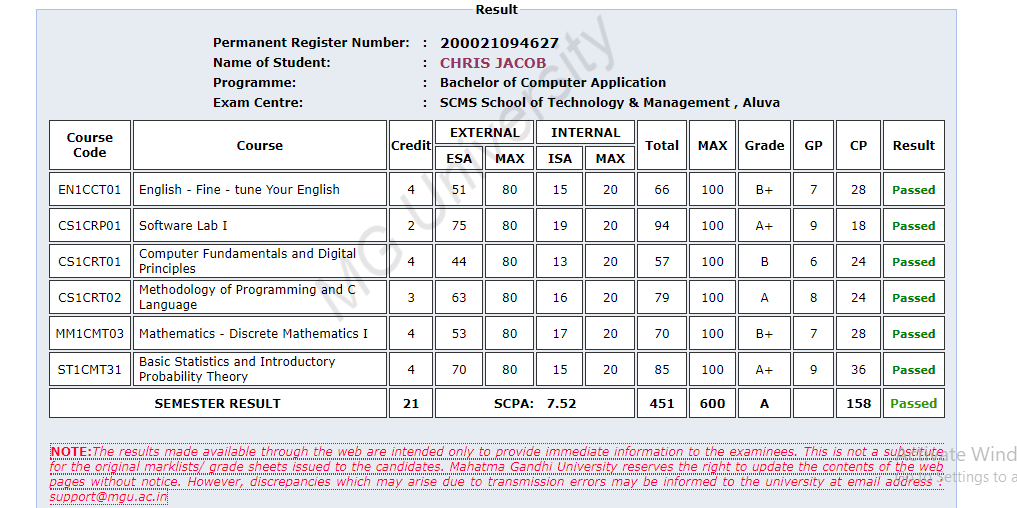 Result
Permanent Register Number: : 200021094627
Name of Student: : CHRIS JACOB
Programme: : Bachelor of Computer Application
Exam Centre: : SCMS School of Technology & Management , Aluva
Course Code Course Credit EXTERNAL INTERNAL Total MAX Grade GP CP Result
ESA MAX ISA MAX
EN1CCT01 English - Fine - tune Your English 4 51 80 15 20 66 100 B+ 7 28 Passed
CS1CRP01 Software Lab I 2 75 80 19 20 94 100 A+ 9 18 Passed
CS1CRT01 Computer Fundamentals and Digital Principles 4 44 80 13 20 57 100 B 6 24 Passed
CS1CRT02 Methodology of Programming and C Language 3 63 80 16 20 79 100 A 8 24 Passed
MM1CMT03 Mathematics - Discrete Mathematics I 4 53 80 17 20 70 100 B+ 7 28 Passed
ST1CMT31 Basic Statistics and Introductory Probability Theory 4 70 80 15 20 85 100 A+ 9 36 Passed
SEMESTER RESULT 21 SCPA: 7.52 451 600 A 158 Passed
NOTE:The results made available through the web are intended only to provide immediate information to the examinees. This is not a substitute
for the original marklists/ grade sheets issued to the candidates. Mahatma Gandhi University reserves the right to update the contents of the web
pages without notice. However, discrepancies which may arise due to transmission errors may be informed to the university at email address :
support@mgu.ac.in
MG University
Activate Wind
Settings to a